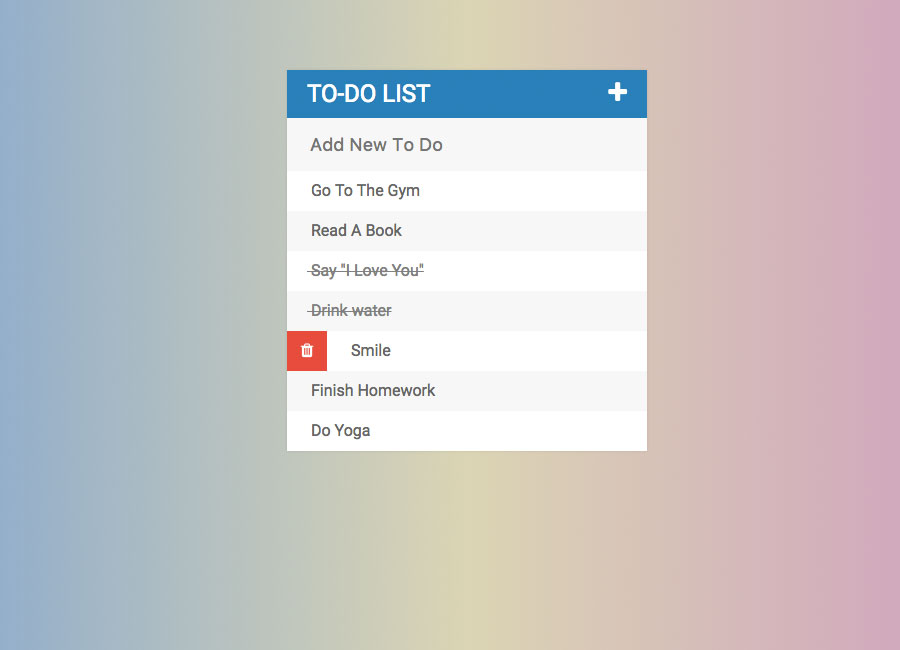 TO-DO LIST
Add New To Do
Go To The Gym
Read A Book
Say "I Love You"
Drink water
Smile
Finish Homework
Do Yoga